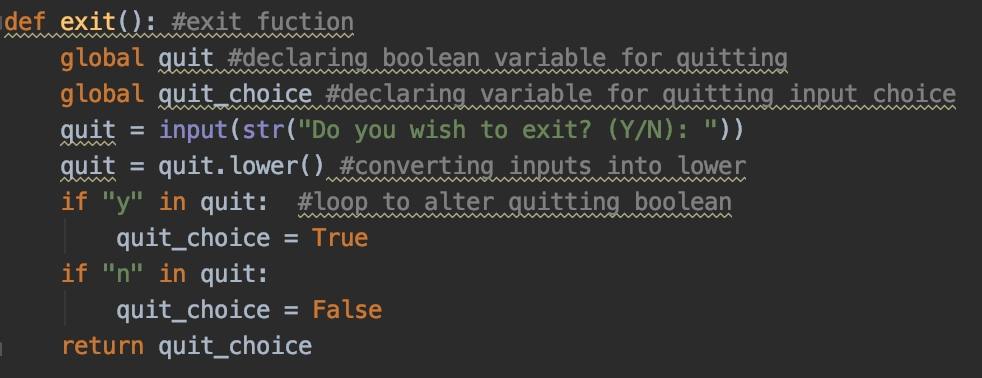 def exit(): #exit fuction
    global quit #declaring boolean variable for quitting
    global quit_choice #declaring variable for quitting input choice
    quit = input(str("Do you wish to exit? (Y/N): "))
    quit = quit.lower() #converting inputs into lower
    if "y" in quit:  #loop to alter quitting boolean
        quit_choice = True
    if "n" in quit:
        quit_choice = False
    return quit_choice